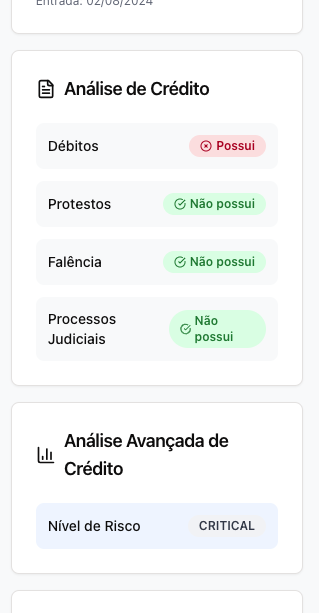 Entrada: 02/08/2024
Análise de Crédito
Débitos
Possui
Protestos
Não possui
Falência
Não possui
Processos
Judiciais
Não
possui
Análise Avançada de
Crédito
Nível de Risco
CRITICAL